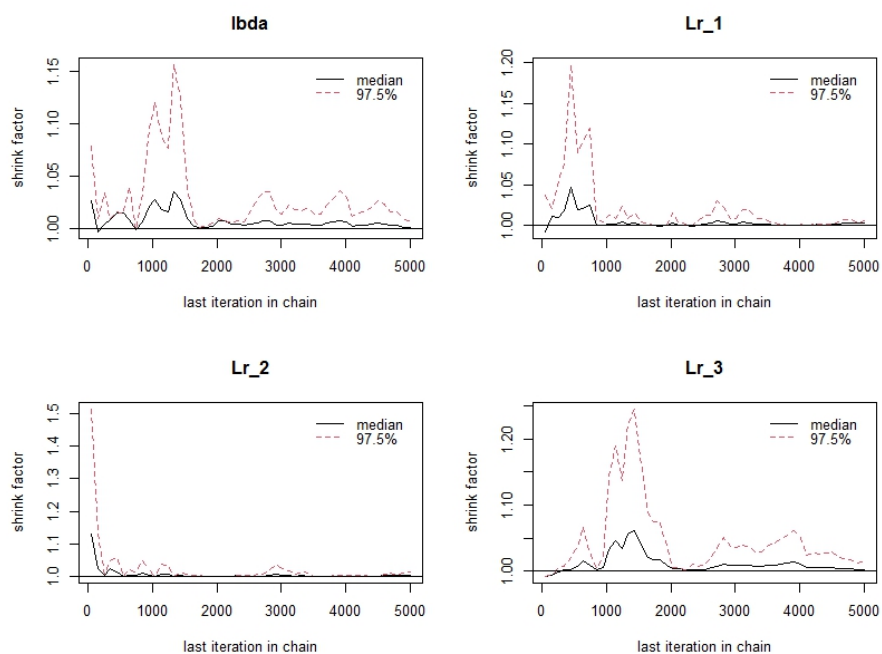 lbda
shrink factor
1.00 1.05 1.10 1.15
median
97.5%
0 1000 2000 3000 4000 5000
last iteration in chain
Lr_1
shrink factor
1.00 1.05 1.10 1.15 1.20
median
97.5%
0 1000 2000 3000 4000 5000
last iteration in chain
Lr_2
shrink factor
1.0 1.1 1.2 1.3 1.4 1.5
median
97.5%
0 1000 2000 3000 4000 5000
last iteration in chain
Lr_3
shrink factor
1.00 1.10 1.20
median
97.5%
0 1000 2000 3000 4000 5000
last iteration in chain